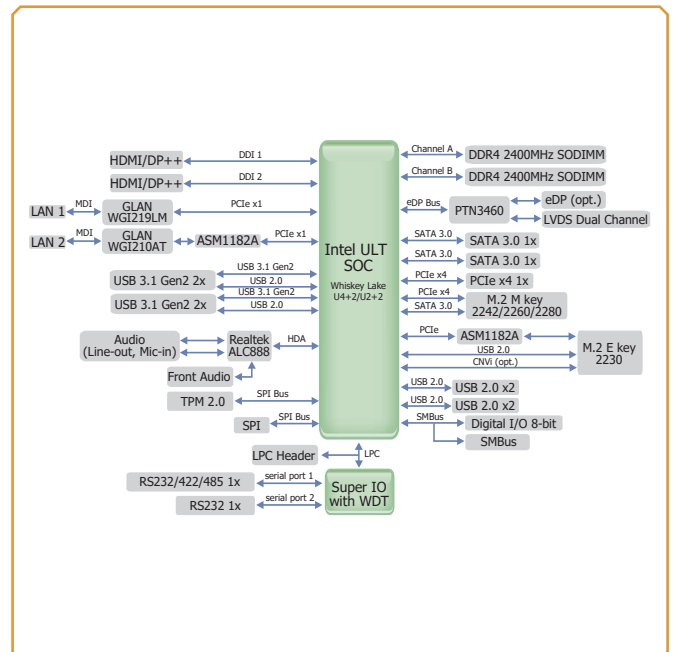 HDMI/DP++
DDI 1
HDMI/DP++
DDI 2
LAN 1
MDI
GLAN
WGI219LM
PCIe x1
LAN 2
MDI
GLAN
WGI210AT
ASM1182A
PCIe x1
USB 3.1 Gen2 2x
USB 3.1 Gen2
USB 2.0
USB 3.1 Gen2 2x
USB 3.1 Gen2
USB 2.0
Audio
(Line-out, Mic-in)
Realtek
ALC888
HDA
Front Audio
TPM 2.0
SPI Bus
SPI
SPI Bus
LPC Header
LPC
RS232/422/485 1x
serial port 1
RS232 1x
serial port 2
Super IO
with WDT
Intel ULT
SOC
Whiskey Lake
U4+2/U2+2
Channel A
DDR4 2400MHz SODIMM
Channel B
DDR4 2400MHz SODIMM
eDP Bus
PTN3460
eDP (opt.)
LVDS Dual Channel
SATA 3.0
SATA 3.0 1x
SATA 3.0
SATA 3.0 1x
PCIe x4
PCIe x4 1x
PCIe x4
SATA 3.0
M.2 M key
2242/2260/2280
PCIe
ASM1182A
USB 2.0
CNVi (opt.)
M.2 E key
2230
USB 2.0
USB 2.0 x2
USB 2.0
USB 2.0 x2
SMBus
Digital I/O 8-bit
SMBus